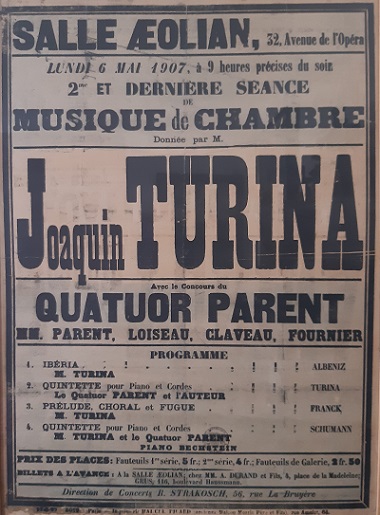 SALLE ÆOLIAN, 32, Avenue de l'Opéra
LUNDI 6 MAI 1907, à 9 heures précises du soir
2me ET DERNIÈRE SEANCE
DE
MUSIQUE de CHAMBRE
Donnée par M.
Joaquin TURINA
Avec le Concours du
QUATUOR PARENT
MM. PARENT, LOISEAU, CLAVEAU, FOURNIER
PROGRAMME
1. IBÉRIA ALBENIZ
M. TURINA
2. QUINTETTE pour Piano et Cordes TURINA
Le Quatuor PARENT et l'AUTEUR
3. PRÉLUDE, CHORAL et FUGUE FRANCK
M. TURINA
4. QUINTETTE pour Piano et Cordes SCHUMANN
M. TURINA et le Quatuor PARENT
PIANO BECHSTEIN
PRIX DES PLACES: Fauteuils 1re série, 5 fr.; 2me série, 4 fr.; Fauteuils de Galerie, 2 fr. 50
BILLETS A L'AVANCE: A la SALLE ÆOLIAN; chez MM. A. DURAND et Fils, 4, place de la Madeleine;
GRUS, 116, boulevard Haussmann.
Direction de Concerts B. STRAKOSCH, 56, rue La Bruyère